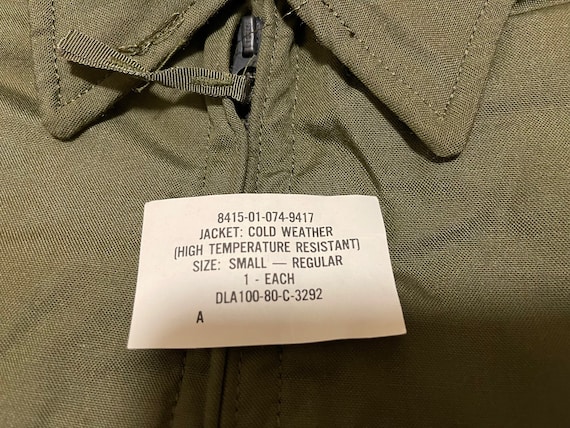 8415-01-074-9417
JACKET: COLD WEATHER
(HIGH TEMPERATURE RESISTANT)
SIZE: SMALL — REGULAR
1 - EACH
DLA100-80-C-3292
A